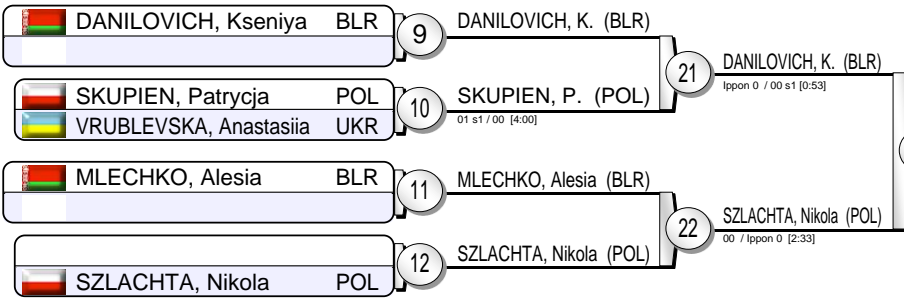 DANILOVICH, Kseniya BLR
9
DANILOVICH, K. (BLR)
21
DANILOVICH, K. (BLR)
Ippon 0 / 00 s1 [0:53]
SKUPIEN, Patrycja POL
VRUBLEVSKA, Anastasiia UKR
10
SKUPIEN, P. (POL)
01 s1 / 00 [4:00]
MLECHKO, Alesia BLR
11
MLECHKO, Alesia (BLR)
22
SZLACHTA, Nikola (POL)
00 / Ippon 0 [2:33]
SZLACHTA, Nikola POL
12
SZLACHTA, Nikola (POL)